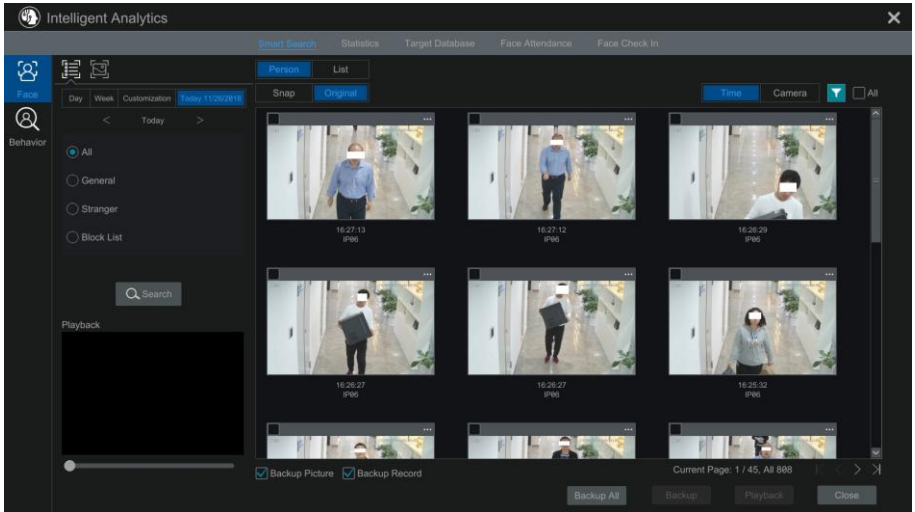 Intelligent Analytics
Smart Search Statistics Target Database Face Attendance Face Check In
Face
Behavior
Day Week Customization Today 11/26/2018
< Today >
All
General
Stranger
Block List
Search
Playback
Person List
Snap Original
Time Camera All
16:27:13
IP06
16:27:12
IP06
16:26:29
IP06
16:26:27
IP06
16:26:27
IP06
16:25:32
IP06
Backup Picture Backup Record
Current Page: 1 / 45, All 808
Backup All Backup Playback Close